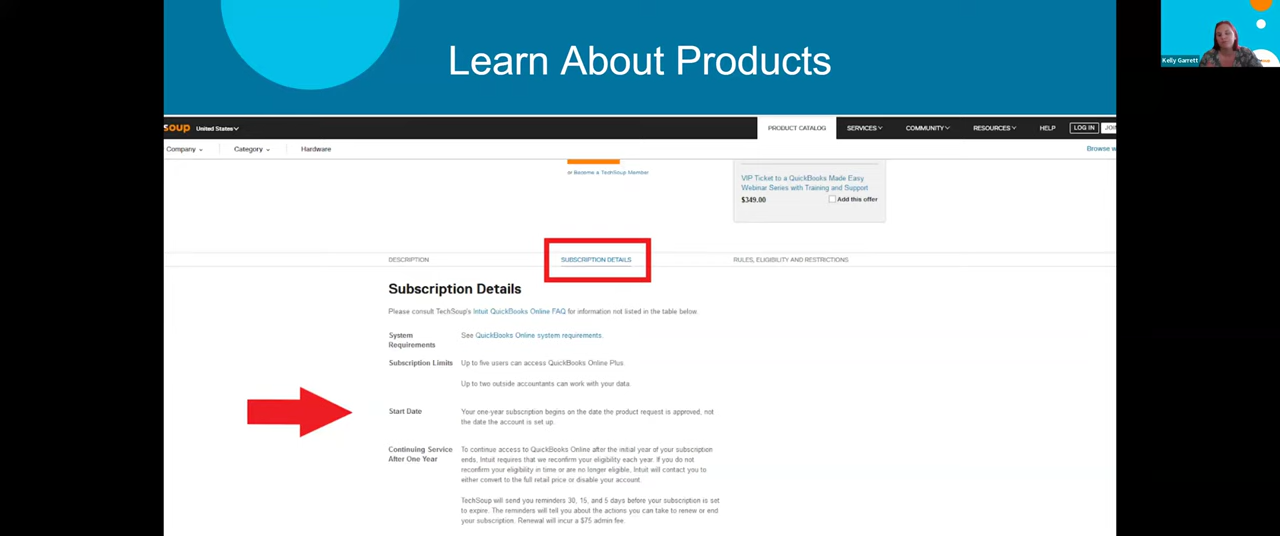 Learn About Products
Kelly Garrett
soup United States
PRODUCT CATALOG
SERVICES
COMMUNITY
RESOURCES
HELP
LOG IN
JOI
Company
Category
Hardware
Browse w
or Become a TechSoup Member
VIP Ticket to a QuickBooks Made Easy
Webinar Series with Training and Support
$349.00
Add this offer
DESCRIPTION
SUBSCRIPTION DETAILS
RULES, ELIGIBILITY AND RESTRICTIONS
Subscription Details
Please consult TechSoup's Intuit QuickBooks Online FAQ for information not listed in the table below.
System
Requirements
See QuickBooks Online system requirements.
Subscription Limits
Up to five users can access QuickBooks Online Plus.
Up to two outside accountants can work with your data.
Start Date
Your one-year subscription begins on the date the product request is approved, not
the date the account is set up.
Continuing Service
After One Year
To continue access to QuickBooks Online after the initial year of your subscription
ends, Intuit requires that we reconfirm your eligibility each year. If you do not
reconfirm your eligibility in time or are no longer eligible, Intuit will contact you to
either convert to the full retail price or disable your account.
TechSoup will send you reminders 30, 15, and 5 days before your subscription is set
to expire. The reminders will tell you about the actions you can take to renew or end
your subscription. Renewal will incur a $75 admin fee.